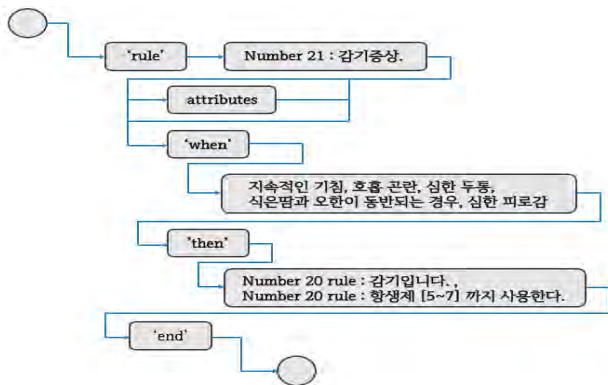 ‘rule’
Number 21 : 감기증상.
attributes
‘when’
지속적인 기침, 호흡 곤란, 심한 두통,
식은땀과 오한이 동반되는 경우, 심한 피로감
‘then’
Number 20 rule : 감기입니다. ,
Number 20 rule : 항생제 [5~7] 까지 사용한다.
‘end’